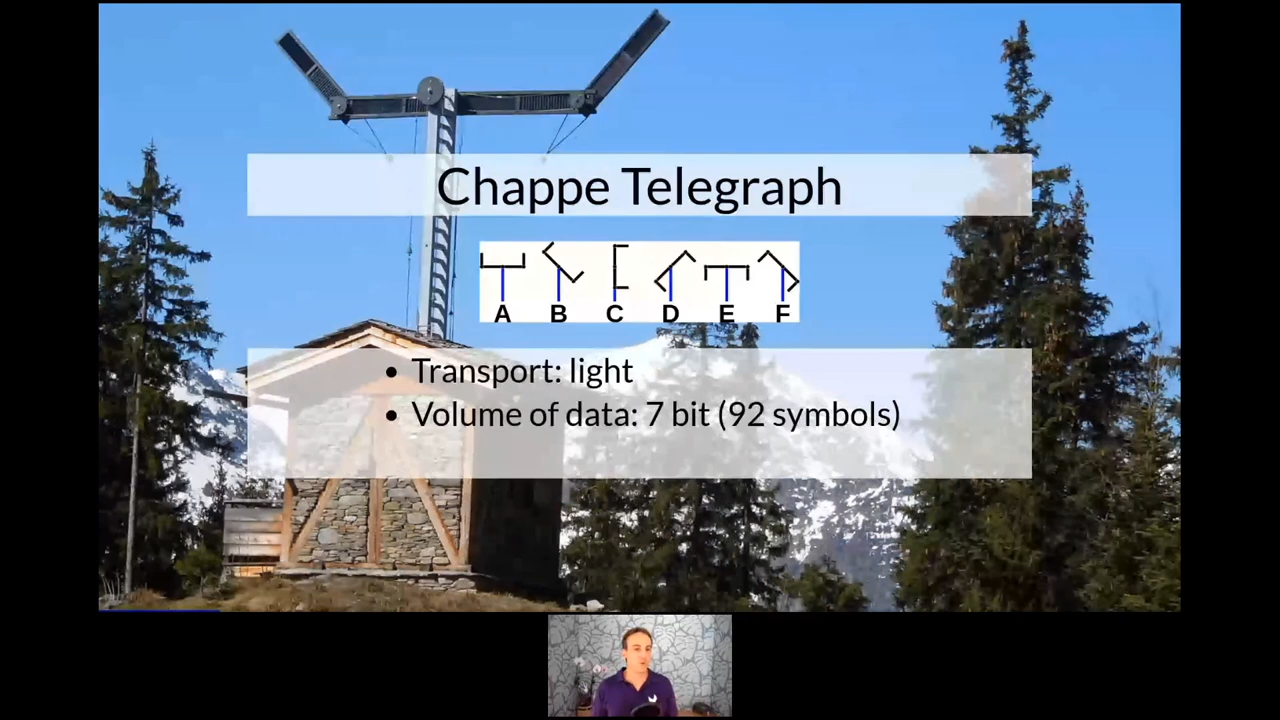 Chappe Telegraph
A B C D E F
Transport: light
Volume of data: 7 bit (92 symbols)